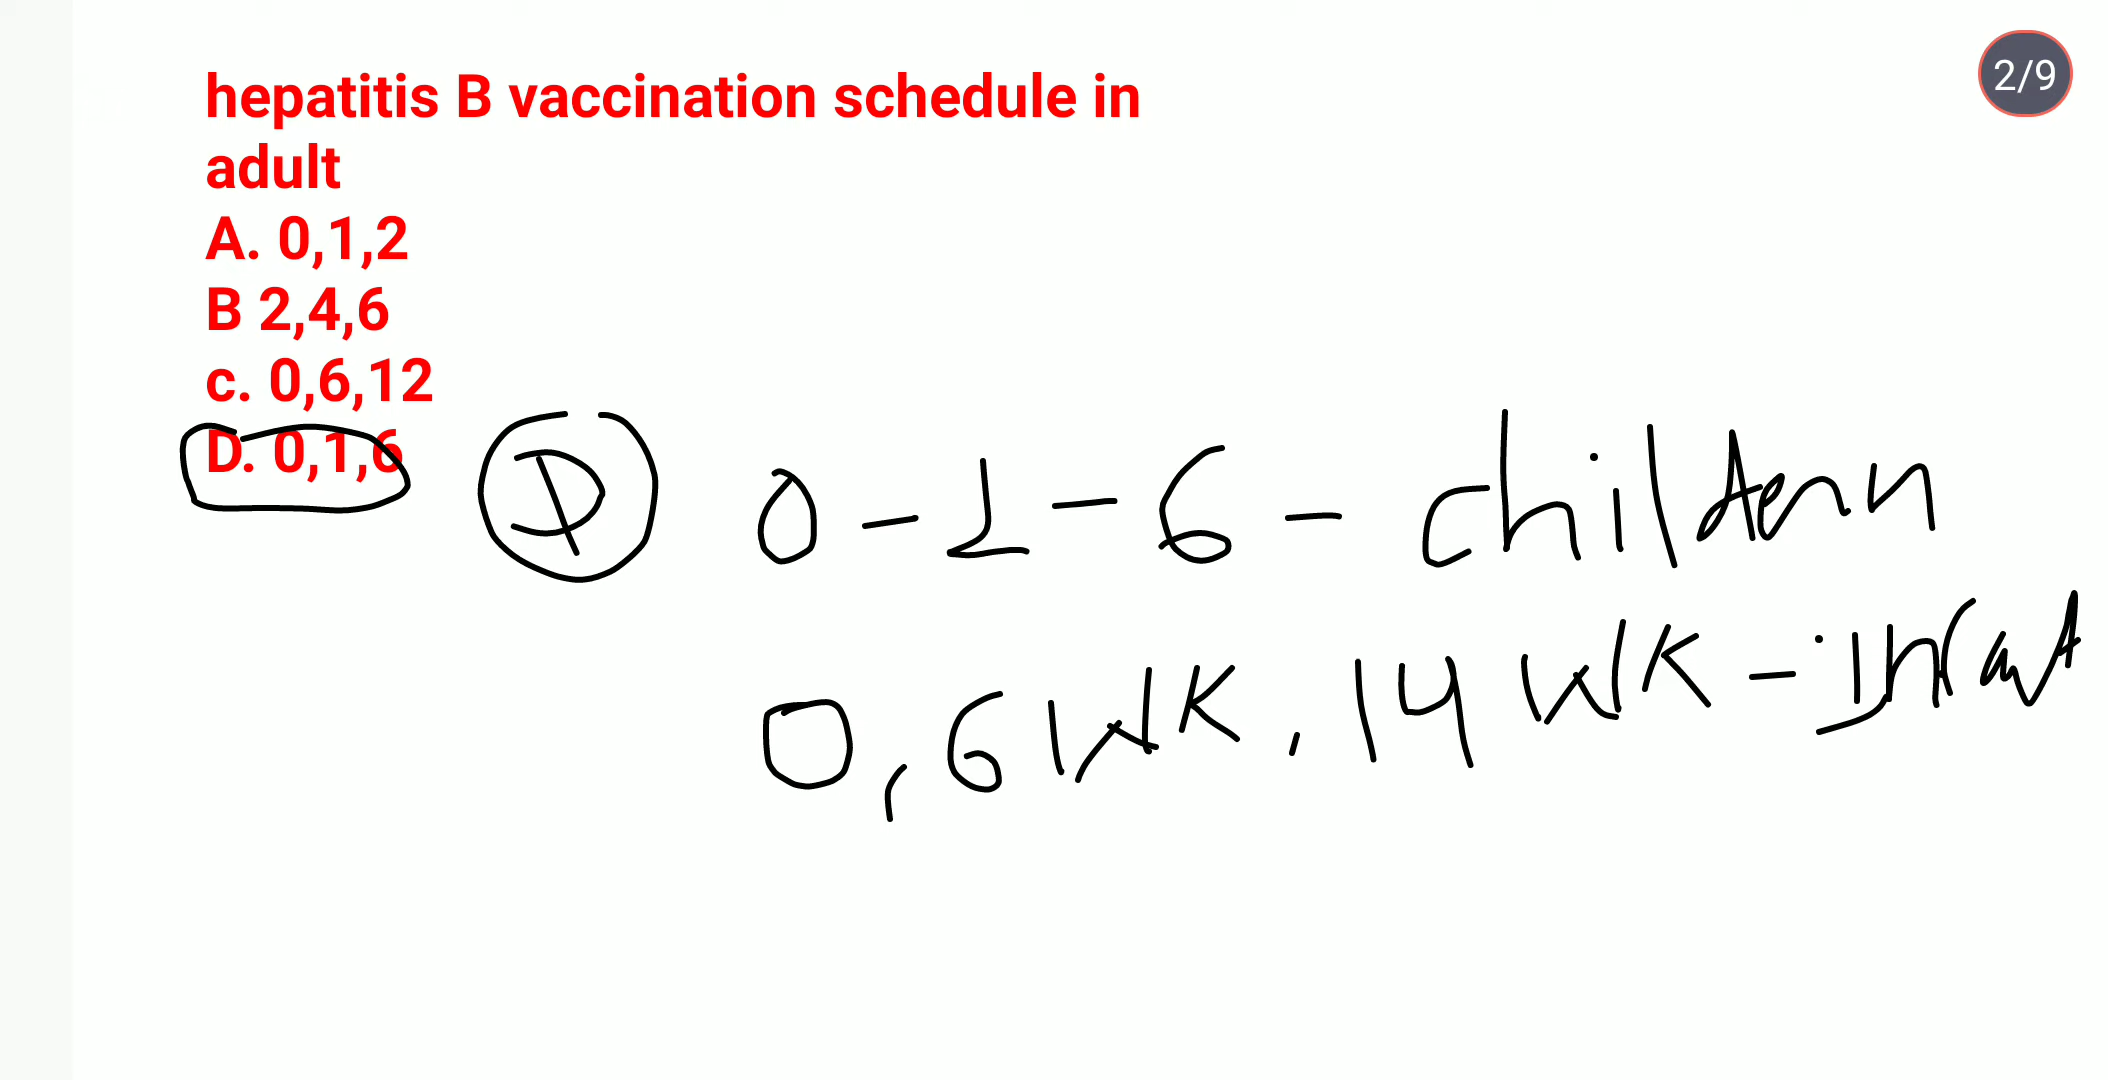 2/9
hepatitis B vaccination schedule in
adult
A. 0,1,2
B 2,4,6
c. 0,6,12
D. 0,1,6
D 0-1-6- childern
0, 6 WK, 14 WK - infant